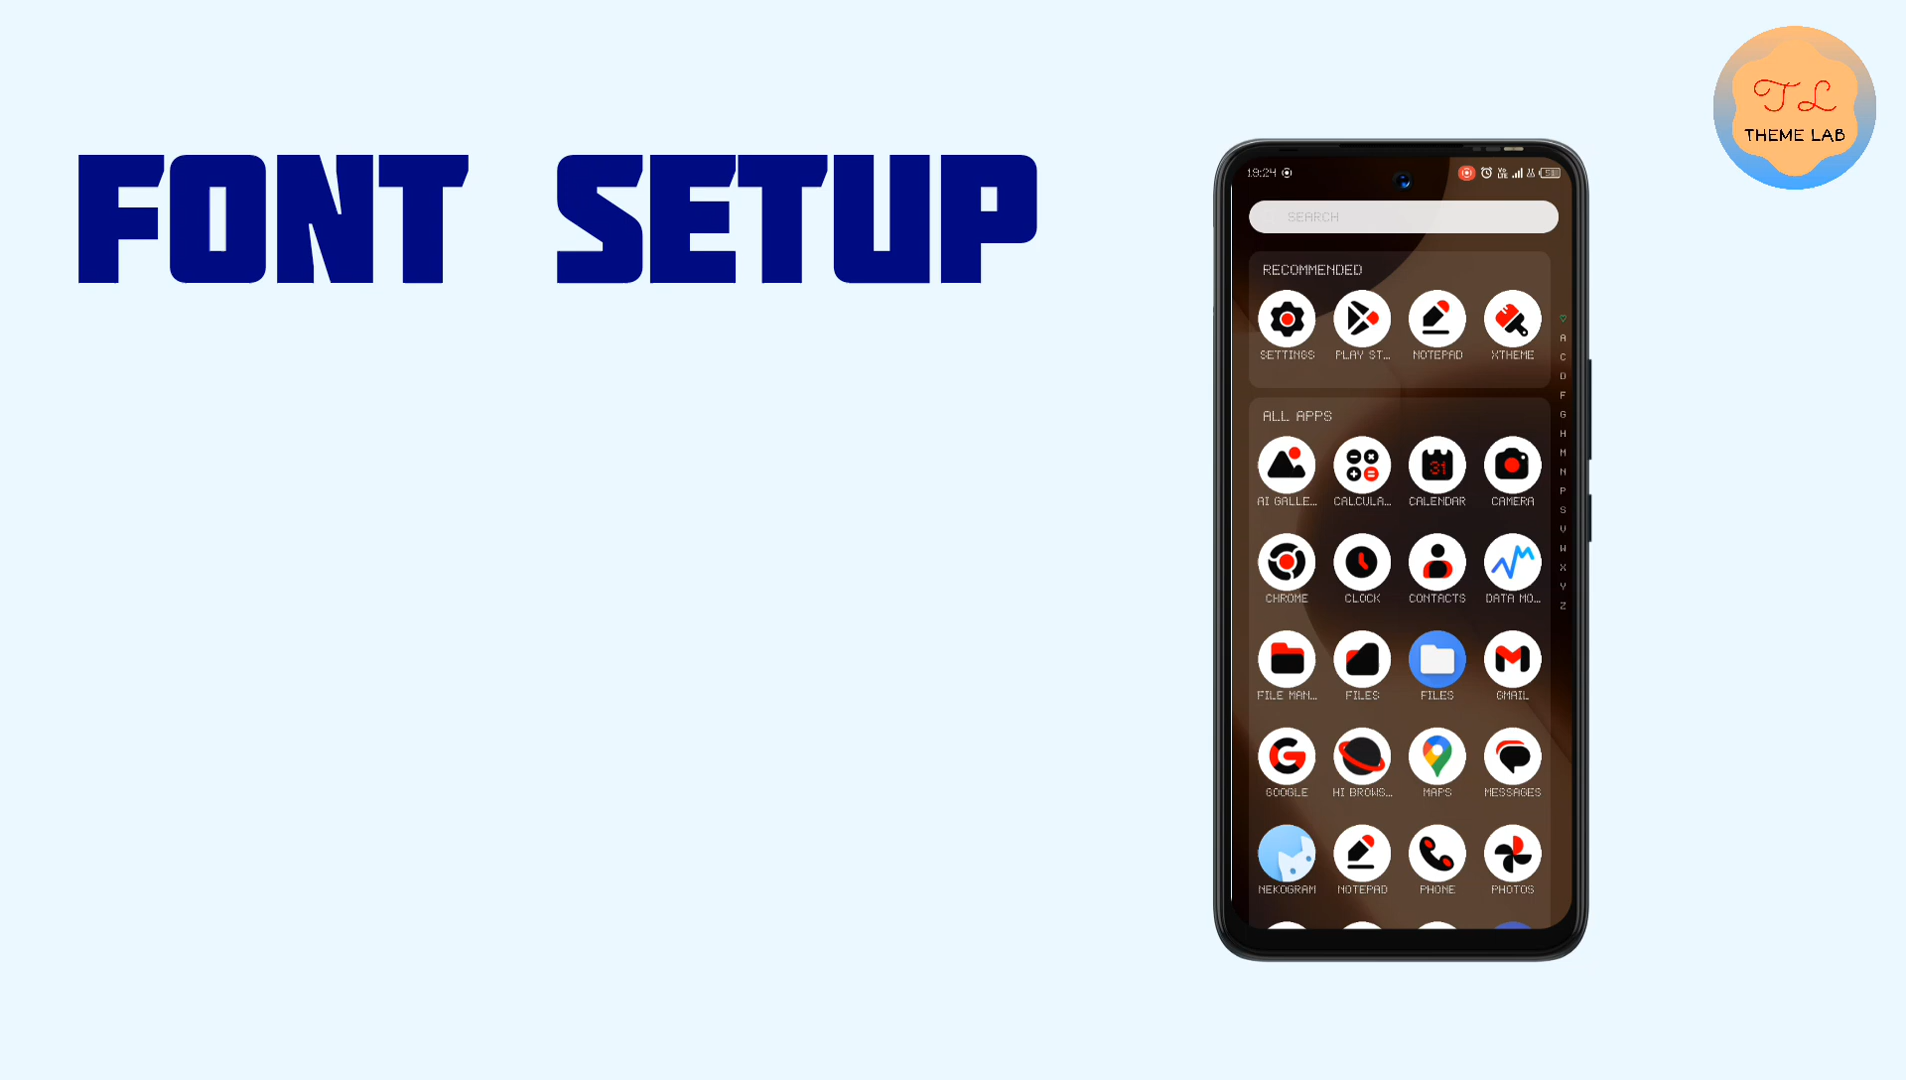 FONT SETUP
TL
THEME LAB
19:24
SEARCH
RECOMMENDED
SETTINGS PLAY ST... NOTEPAD XTHEME
ALL APPS
31
AI GALLE... CALCULA... CALENDAR CAMERA
CHROME CLOCK CONTACTS DATA MO...
FILE MAN... FILES FILES GMAIL
GOOGLE HI BROWS... MAPS MESSAGES
NEKOGRAM NOTEPAD PHONE PHOTOS
A
C
D
F
G
H
M
N
P
S
V
W
X
Y
Z